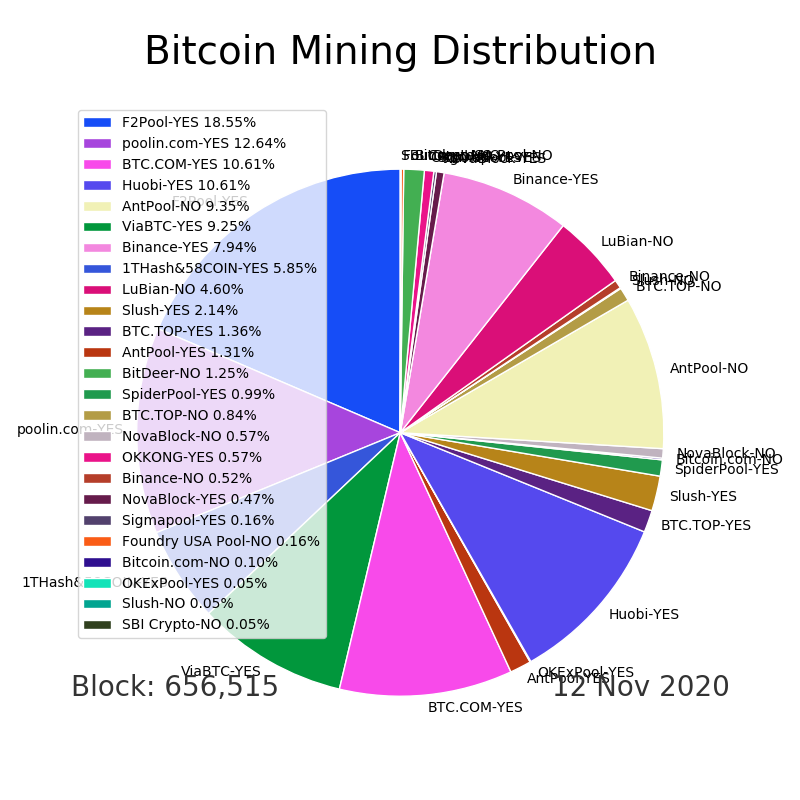 Bitcoin Mining Distribution
F2Pool-YES 18.55%
poolin.com-YES 12.64%
BTC.COM-YES 10.61%
Huobi-YES 10.61%
AntPool-NO 9.35%
ViaBTC-YES 9.25%
Binance-YES 7.94%
1THash&58COIN-YES 5.85%
LuBian-NO 4.60%
Slush-YES 2.14%
BTC.TOP-YES 1.36%
AntPool-YES 1.31%
BitDeer-NO 1.25%
SpiderPool-YES 0.99%
BTC.TOP-NO 0.84%
NovaBlock-NO 0.57%
OKKONG-YES 0.57%
Binance-NO 0.52%
NovaBlock-YES 0.47%
Sigmapool-YES 0.16%
Foundry USA Pool-NO 0.16%
Bitcoin.com-NO 0.10%
OKExPool-YES 0.05%
Slush-NO 0.05%
SBI Crypto-NO 0.05%
Binance-YES
LuBian-NO
Binance-NO
Slush-NO
BTC.TOP-NO
AntPool-NO
NovaBlock-NO
Bitcoin.com-NO
SpiderPool-YES
Slush-YES
BTC.TOP-YES
Huobi-YES
OKExPool-YES
AntPool-YES
BTC.COM-YES
ViaBTC-YES
poolin.com-YES
F2Pool-YES
Block: 656,515
12 Nov 2020